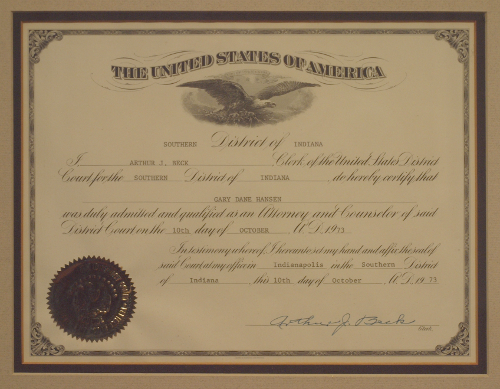 THE UNITED STATES OF AMERICA
SOUTHERN District of INDIANA
I ARTHUR J. BECK, Clerk of the United States District
Court for the SOUTHERN District of INDIANA do hereby certify that
GARY DANE HANSEN
was duly admitted and qualified as an Attorney and Counselor of said
District Court on the 10th day of OCTOBER A.D. 1973.
In testimony whereof I hereunto set my hand and affix the seal of
said Court at my office in Indianapolis in the Southern District
of Indiana this 10th day of October A.D. 1973
Arthur J. Beck
Clerk